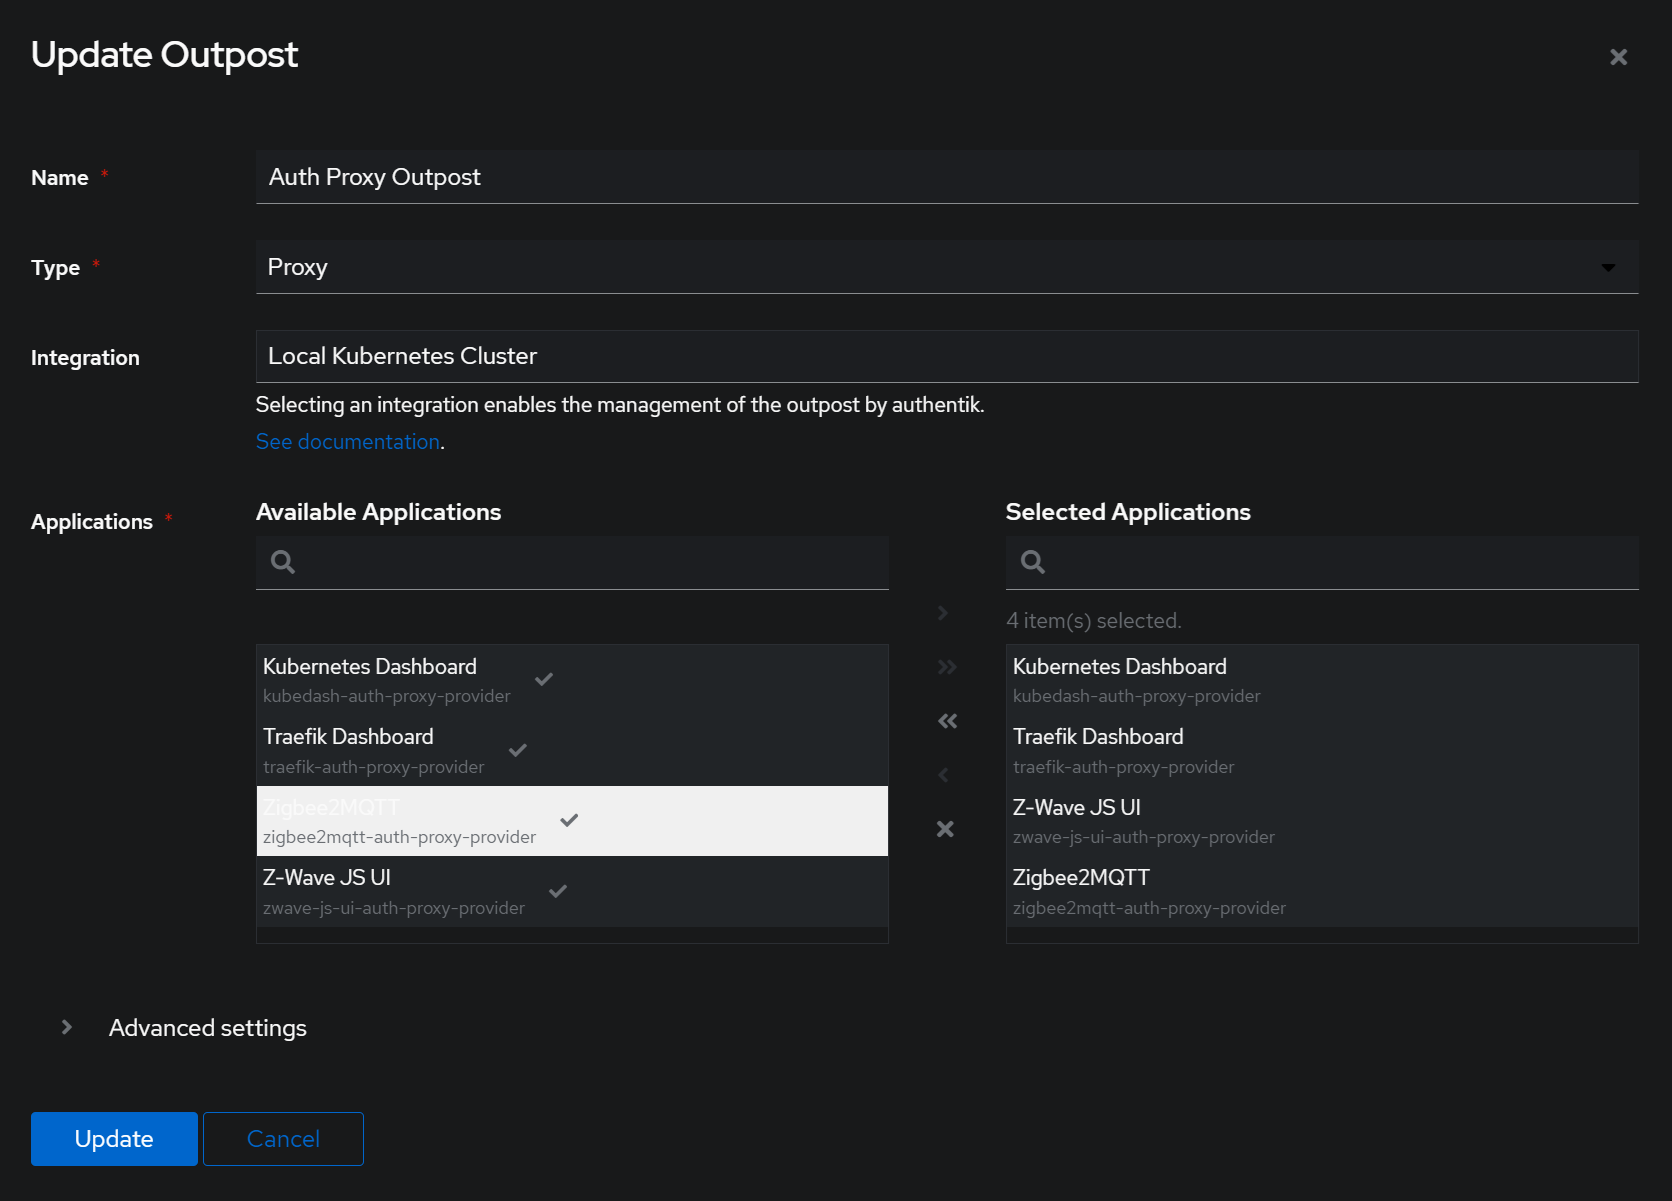 Update Outpost
Name *
Auth Proxy Outpost
Type *
Proxy
Integration
Local Kubernetes Cluster
Selecting an integration enables the management of the outpost by authentik.
See documentation.
Applications *
Available Applications
Kubernetes Dashboard
kubedash-auth-proxy-provider
Traefik Dashboard
traefik-auth-proxy-provider
Zigbee2MQTT
zigbee2mqtt-auth-proxy-provider
Z-Wave JS UI
zwave-js-ui-auth-proxy-provider
Selected Applications
4 item(s) selected.
Kubernetes Dashboard
kubedash-auth-proxy-provider
Traefik Dashboard
traefik-auth-proxy-provider
Z-Wave JS UI
zwave-js-ui-auth-proxy-provider
Zigbee2MQTT
zigbee2mqtt-auth-proxy-provider
Advanced settings
Update
Cancel